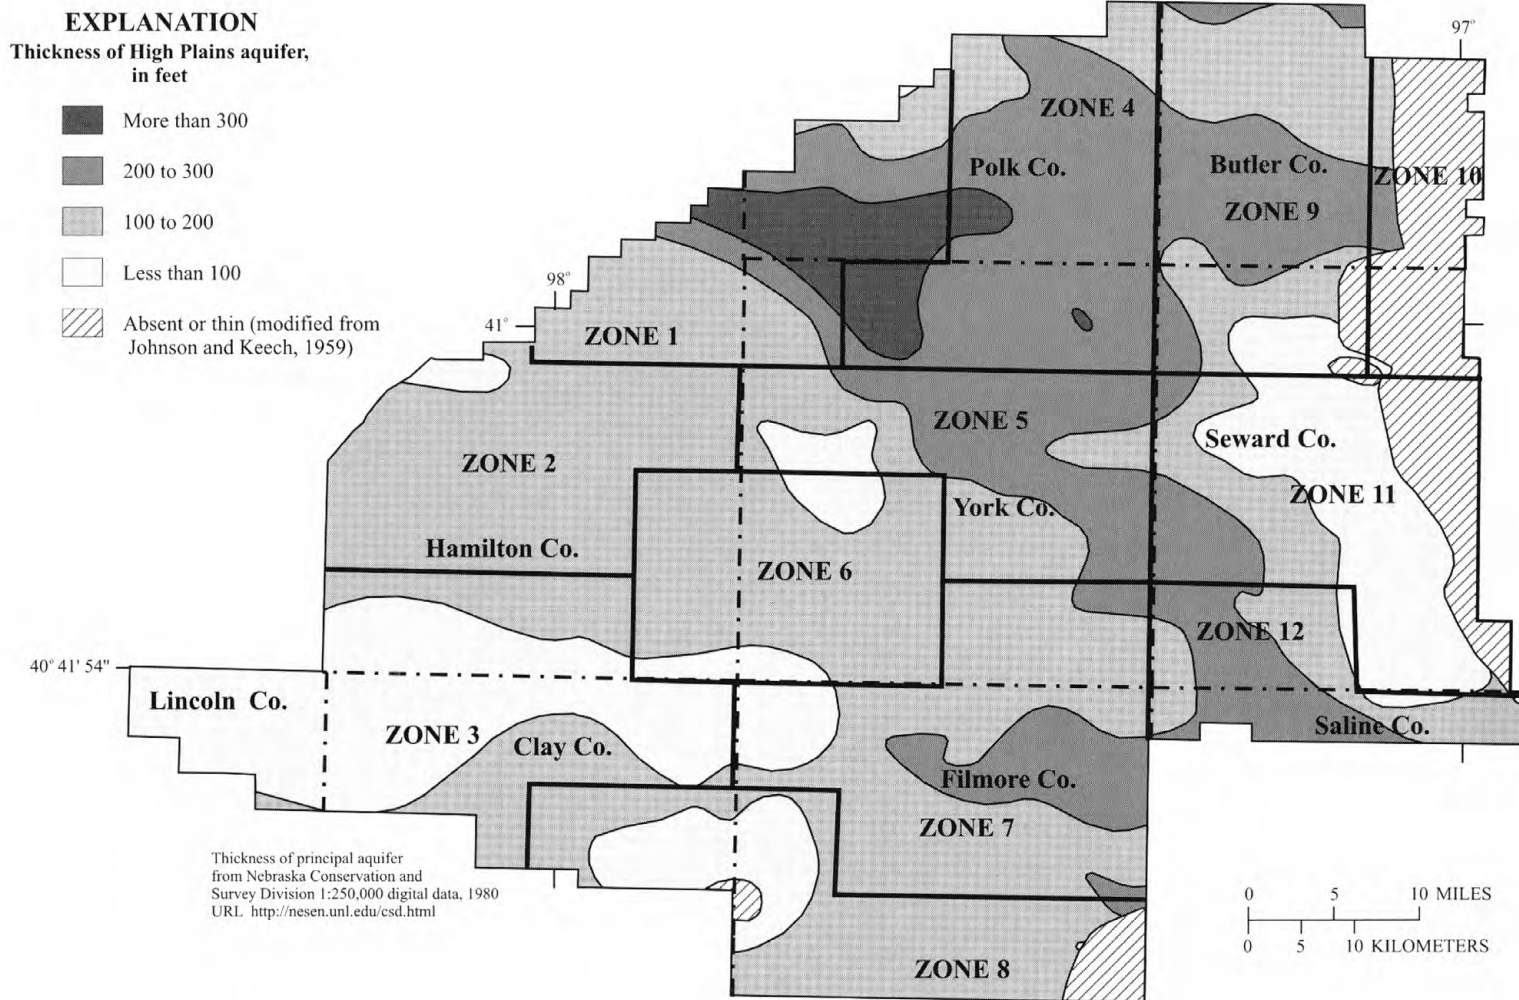 EXPLANATION
Thickness of High Plains aquifer,
in feet
More than 300
200 to 300
100 to 200
Less than 100
Absent or thin (modified from
Johnson and Keech, 1959)
97°
98°
41°
40° 41' 54"
ZONE 4
Polk Co.
Butler Co.
ZONE 10
ZONE 9
ZONE 1
ZONE 5
Seward Co.
ZONE 2
ZONE 11
York Co.
Hamilton Co.
ZONE 6
ZONE 12
Lincoln Co.
Saline Co.
ZONE 3
Clay Co.
Filmore Co.
ZONE 7
ZONE 8
Thickness of principal aquifer
from Nebraska Conservation and
Survey Division 1:250,000 digital data, 1980
URL http://nesen.unl.edu/csd.html
0 5 10 MILES
0 5 10 KILOMETERS